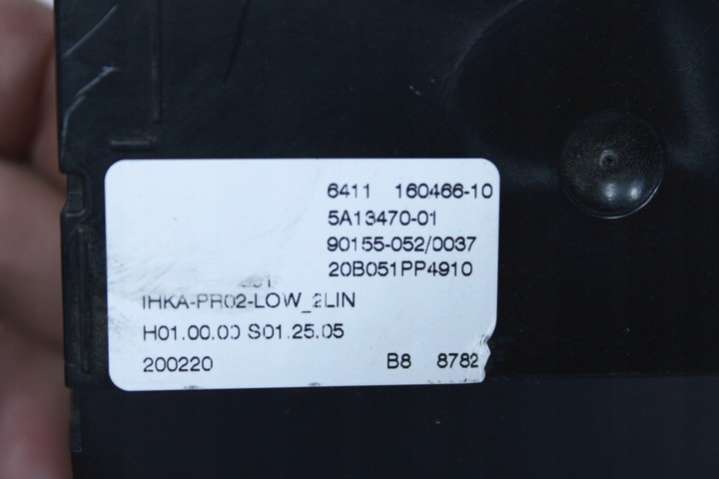 6411 160466-10
5A13470-01
90155-052/0037
20B051PP4910
IHKA-PR02-LOW_2LIN
H01.00.00 S01.25.05
200220 B8 8782